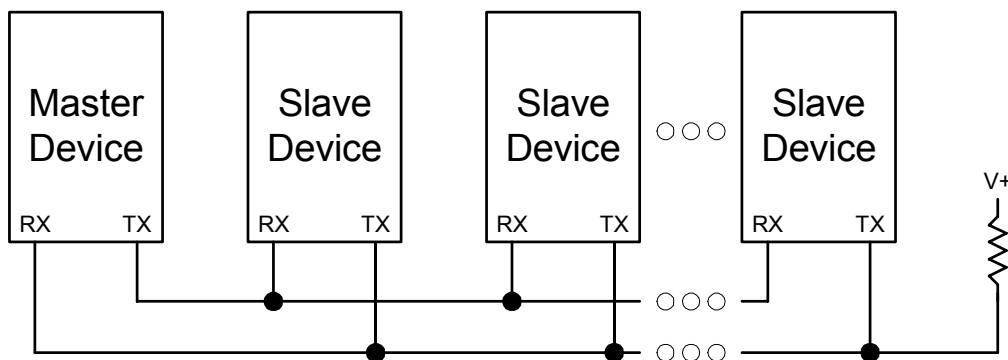 Master
Device
Slave
Device
Slave
Device
Slave
Device
RX TX
RX TX
RX TX
RX TX
V+